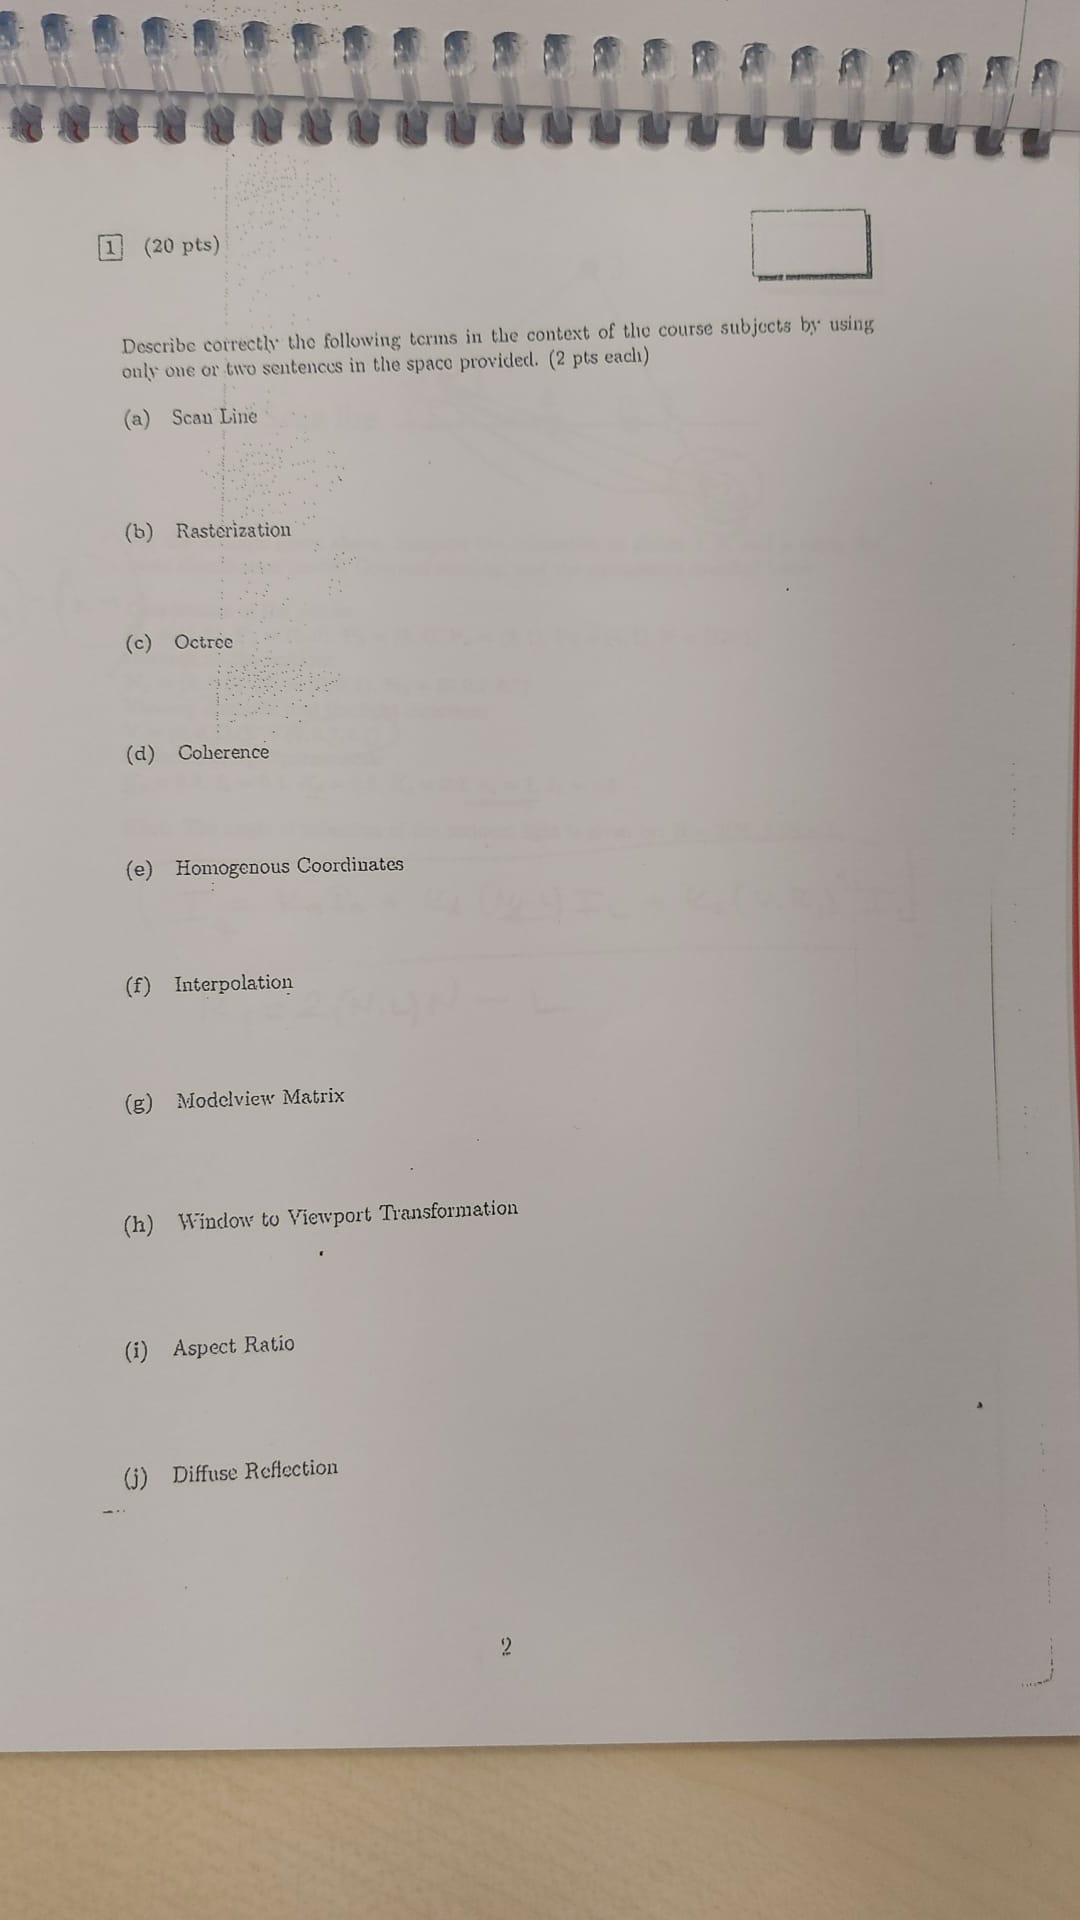 1 (20 pts)
Describe correctly the following terms in the context of the course subjects by using
only one or two sentences in the space provided. (2 pts each)
(a) Scan Line
(b) Rasterization
(c) Octree
(d) Coherence
(e) Homogenous Coordinates
(f) Interpolation
(g) Modelview Matrix
(h) Window to Viewport Transformation
(i) Aspect Ratio
(j) Diffuse Reflection
2